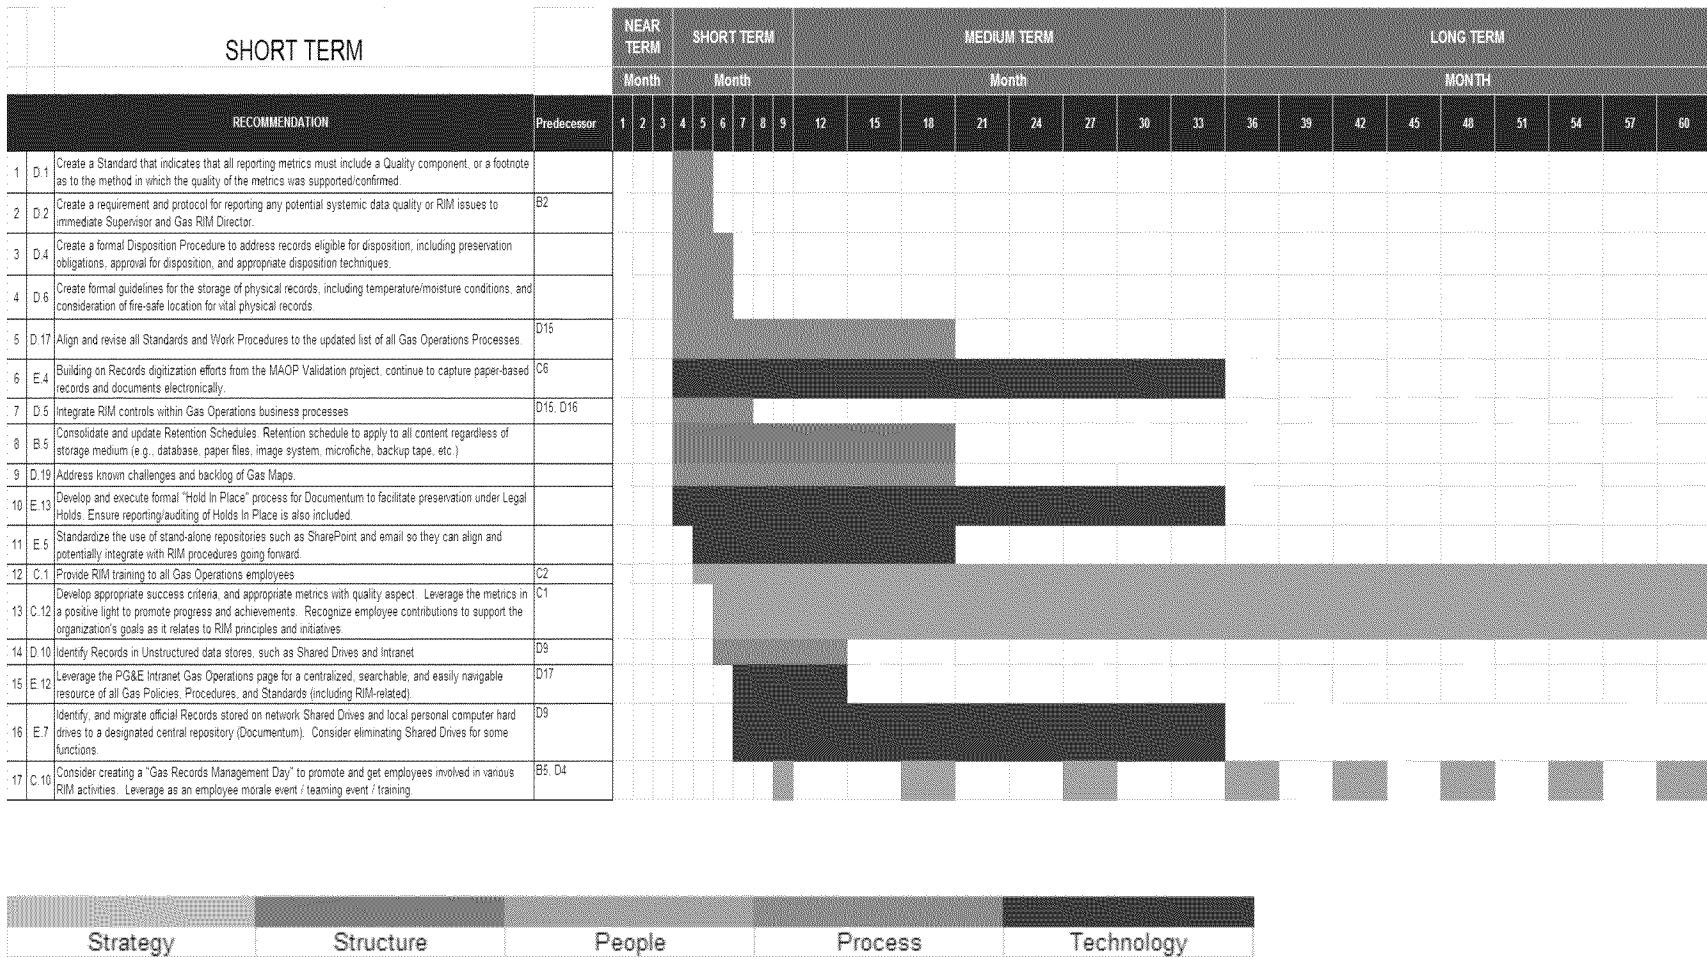 SHORT TERM
NEAR
TERM
SHORT TERM
MEDIUM TERM
LONG TERM
Month
Month
Month
MONTH
RECOMMENDATION
Predecessor
1 2 3 4 5 6 7 8 9 12 15 18 21 24 27 30 33 36 39 42 45 48 51 54 57 60
1 D.1 Create a Standard that indicates that all reporting metrics must include a Quality component, or a footnote
as to the method in which the quality of the metrics was supported/confirmed.
2 D.2 Create a requirement and protocol for reporting any potential systemic data quality or RIM issues to B2
immediate Supervisor and Gas RIM Director.
3 D.4 Create a formal Disposition Procedure to address records eligible for disposition, including preservation
obligations, approval for disposition, and appropriate disposition techniques.
4 D.6 Create formal guidelines for the storage of physical records, including temperature/moisture conditions, and
consideration of fire-safe location for vital physical records.
5 D.17 Align and revise all Standards and Work Procedures to the updated list of all Gas Operations Processes. D15
6 E.4 Building on Records digitization efforts from the MAOP Validation project, continue to capture paper-based C6
records and documents electronically.
7 D.5 Integrate RIM controls within Gas Operations business processes D15, D16
8 B.5 Consolidate and update Retention Schedules. Retention schedule to apply to all content regardless of
storage medium (e.g., database, paper files, image system, microfiche, backup tape, etc.)
9 D.19 Address known challenges and backlog of Gas Maps.
10 E.13 Develop and execute formal "Hold In Place" process for Documentum to facilitate preservation under Legal
Holds. Ensure reporting/auditing of Holds In Place is also included.
11 E.5 Standardize the use of stand-alone repositories such as SharePoint and email so they can align and
potentially integrate with RIM procedures going forward.
12 C.1 Provide RIM training to all Gas Operations employees C2
13 C.12 Develop appropriate success criteria, and appropriate metrics with quality aspect. Leverage the metrics in C1
a positive light to promote progress and achievements. Recognize employee contributions to support the
organization's goals as it relates to RIM principles and initiatives.
14 D.10 Identify Records in Unstructured data stores, such as Shared Drives and Intranet D9
15 E.12 Leverage the PG&E Intranet Gas Operations page for a centralized, searchable, and easily navigable D17
resource of all Gas Policies, Procedures, and Standards (including RIM-related).
16 E.7 Identify, and migrate official Records stored on network Shared Drives and local personal computer hard D9
drives to a designated central repository (Documentum). Consider eliminating Shared Drives for some
functions.
17 C.10 Consider creating a "Gas Records Management Day" to promote and get employees involved in various B5, D4
RIM activities. Leverage as an employee morale event / teaming event / training.
Strategy Structure People Process Technology